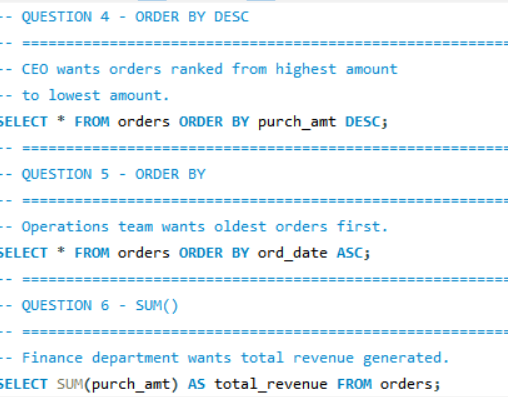 -- QUESTION 4 - ORDER BY DESC
-- =====================================================
-- CEO wants orders ranked from highest amount
-- to lowest amount.
SELECT * FROM orders ORDER BY purch_amt DESC;
-- =====================================================
-- QUESTION 5 - ORDER BY
-- =====================================================
-- Operations team wants oldest orders first.
SELECT * FROM orders ORDER BY ord_date ASC;
-- =====================================================
-- QUESTION 6 - SUM()
-- =====================================================
-- Finance department wants total revenue generated.
SELECT SUM(purch_amt) AS total_revenue FROM orders;